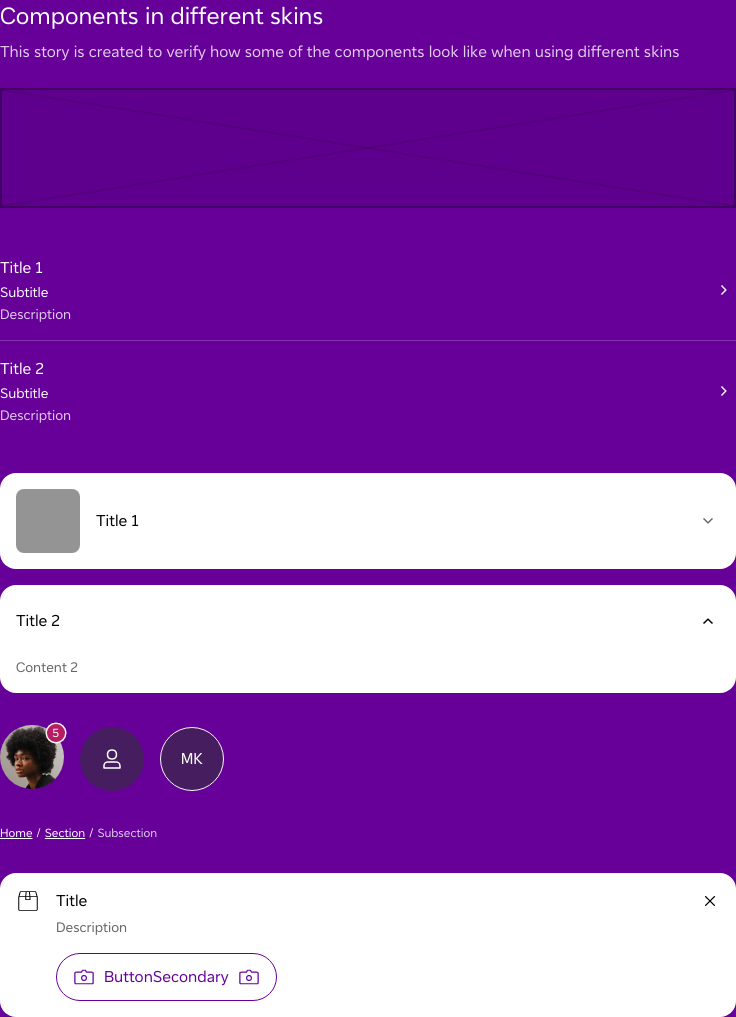 Components in different skins
This story is created to verify how some of the components look like when using different skins
Title 1
Subtitle
Description
Title 2
Subtitle
Description
Title 1
Title 2
Content 2
5
MK
Home / Section / Subsection
Title
Description
ButtonSecondary